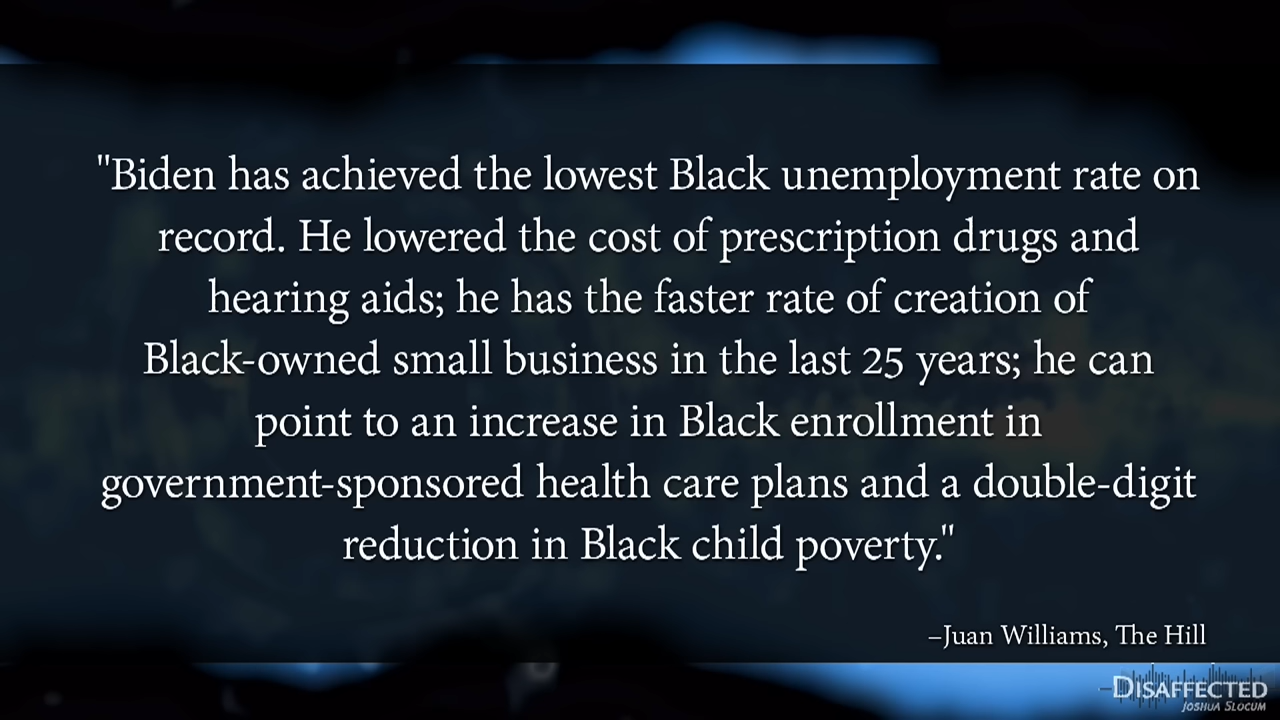 "Biden has achieved the lowest Black unemployment rate on
record. He lowered the cost of prescription drugs and
hearing aids; he has the faster rate of creation of
Black-owned small business in the last 25 years; he can
point to an increase in Black enrollment in
government-sponsored health care plans and a double-digit
reduction in Black child poverty."
–Juan Williams, The Hill
DISAFFECTED
JOSHUA SLOCUM